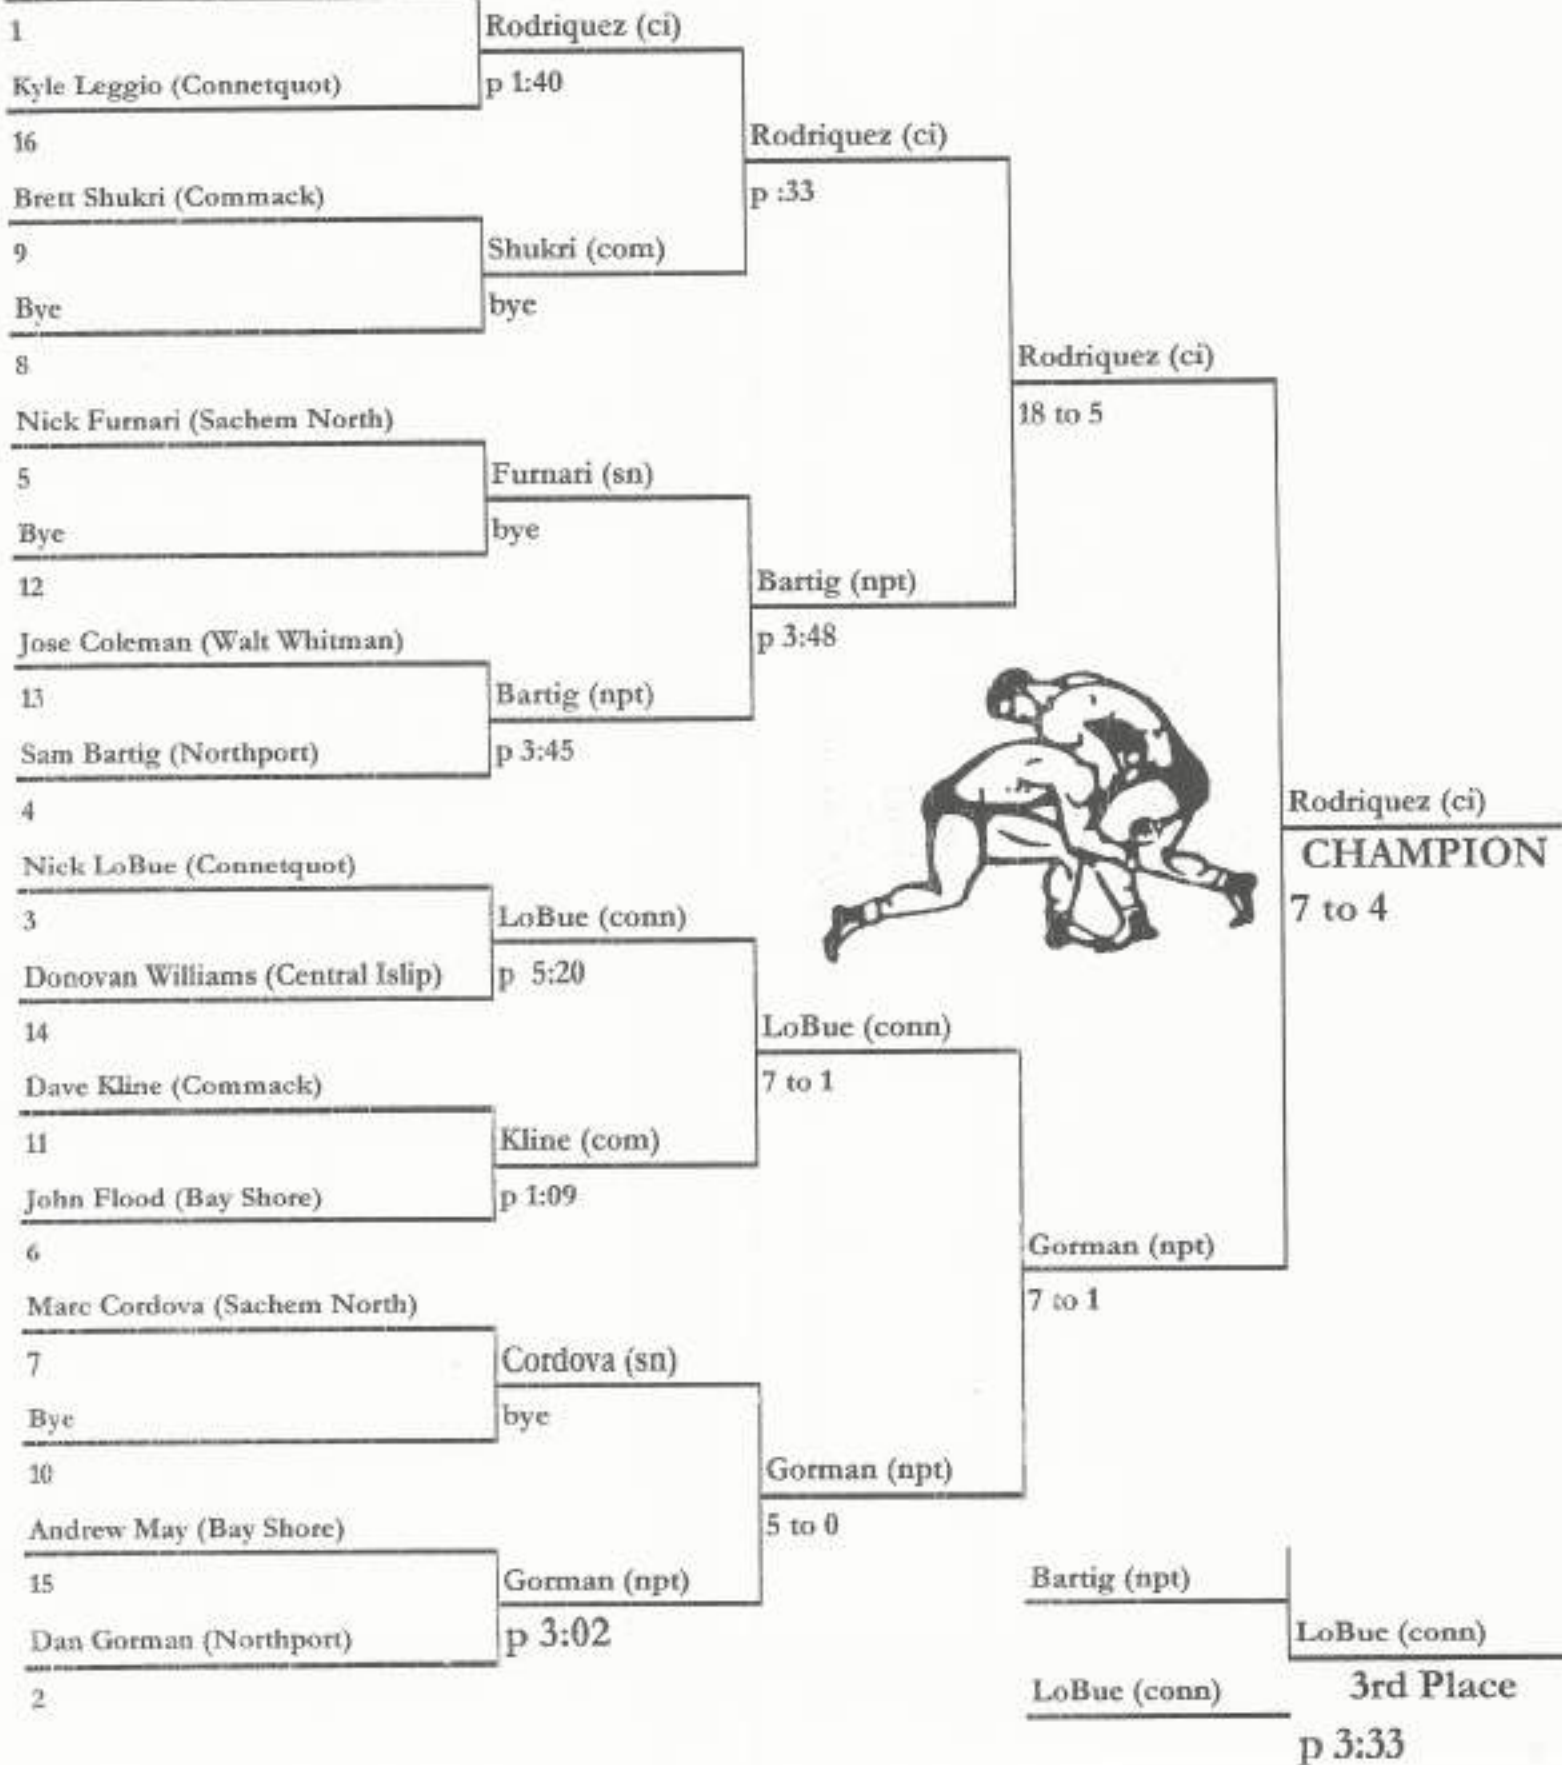 1
Kyle Leggio (Connetquot)
16
Brett Shukri (Commack)
9
Bye
8
Nick Furnari (Sachem North)
5
Bye
12
Jose Coleman (Walt Whitman)
13
Sam Bartig (Northport)
4
Nick LoBue (Connetquot)
3
Donovan Williams (Central Islip)
14
Dave Kline (Commack)
11
John Flood (Bay Shore)
6
Marc Cordova (Sachem North)
7
Bye
10
Andrew May (Bay Shore)
15
Dan Gorman (Northport)
2
Rodriquez (ci)
p 1:40
Shukri (com)
bye
Furnari (sn)
bye
Bartig (npt)
p 3:45
LoBue (conn)
p 5:20
Kline (com)
p 1:09
Cordova (sn)
bye
Gorman (npt)
p 3:02
Rodriquez (ci)
p :33
Bartig (npt)
p 3:48
LoBue (conn)
7 to 1
Gorman (npt)
5 to 0
Rodriquez (ci)
18 to 5
Gorman (npt)
7 to 1
Rodriquez (ci)
CHAMPION
7 to 4
Bartig (npt)
LoBue (conn)
LoBue (conn)
3rd Place
p 3:33